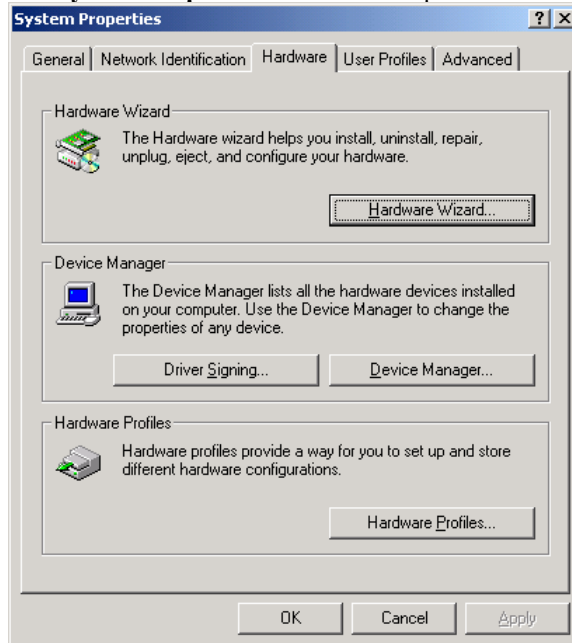 System Properties
General Network Identification Hardware User Profiles Advanced
Hardware Wizard
The Hardware wizard helps you install, uninstall, repair,
unplug, eject, and configure your hardware.
Hardware Wizard...
Device Manager
The Device Manager lists all the hardware devices installed
on your computer. Use the Device Manager to change the
properties of any device.
Driver Signing... Device Manager...
Hardware Profiles
Hardware profiles provide a way for you to set up and store
different hardware configurations.
Hardware Profiles...
OK Cancel Apply